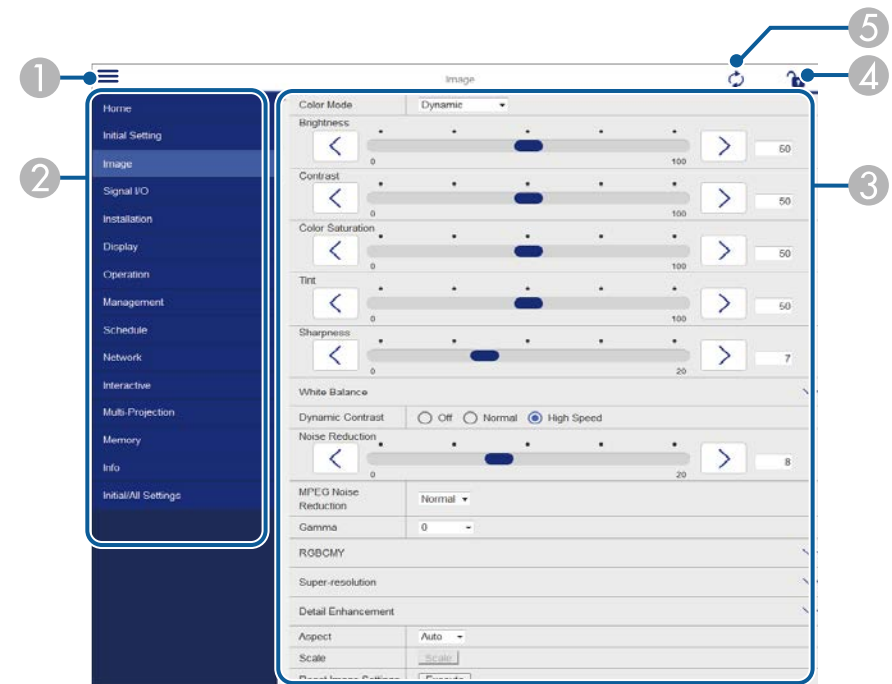 5
1
Image
4
2
3
Home
Initial Setting
Image
Signal I/O
Installation
Display
Operation
Management
Schedule
Network
Interactive
Multi-Projection
Memory
Info
Initial/All Settings
Color Mode Dynamic
Brightness
0 100 50
Contrast
0 100 50
Color Saturation
0 100 50
Tint
0 100 50
Sharpness
0 20 7
White Balance
Dynamic Contrast Off Normal High Speed
Noise Reduction
0 20 8
MPEG Noise
Reduction Normal
Gamma 0
RGBCMY
Super-resolution
Detail Enhancement
Aspect Auto
Scale Scale
Reset Image Settings Execute